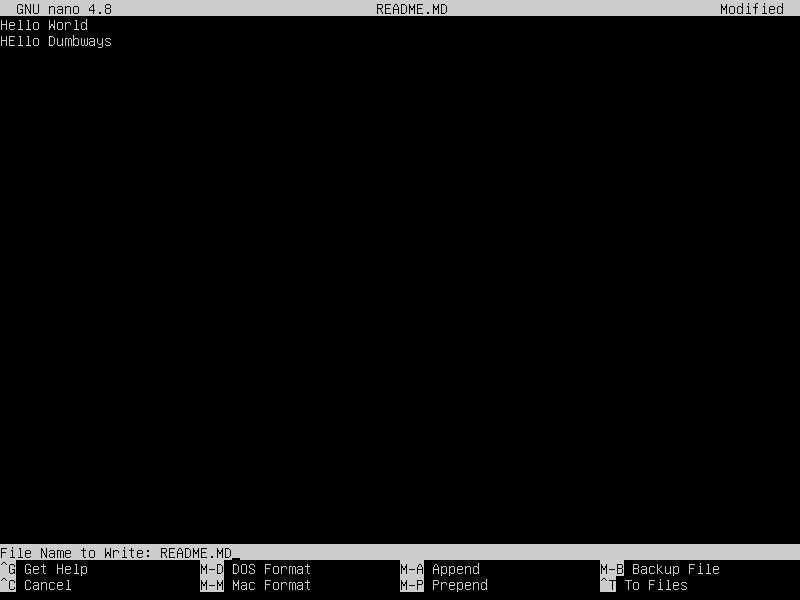 GNU nano 4.8 README.MD Modified
Hello World
HEllo Dumbways
File Name to Write: README.MD
^G Get Help M-D DOS Format M-A Append M-B Backup File
^C Cancel M-M Mac Format M-P Prepend ^T To Files